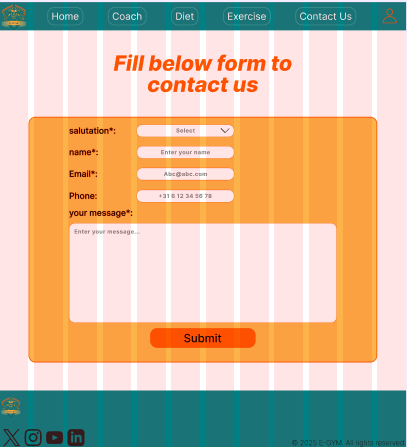 Home Coach Diet Exercise Contact Us
Fill below form to
contact us
salutation*: Select
name*: Enter your name
Email*: Abc@abc.com
Phone: +31 6 12 34 56 78
your message*:
Enter your message...
Submit
© 2025 E-GYM. All rights reserved